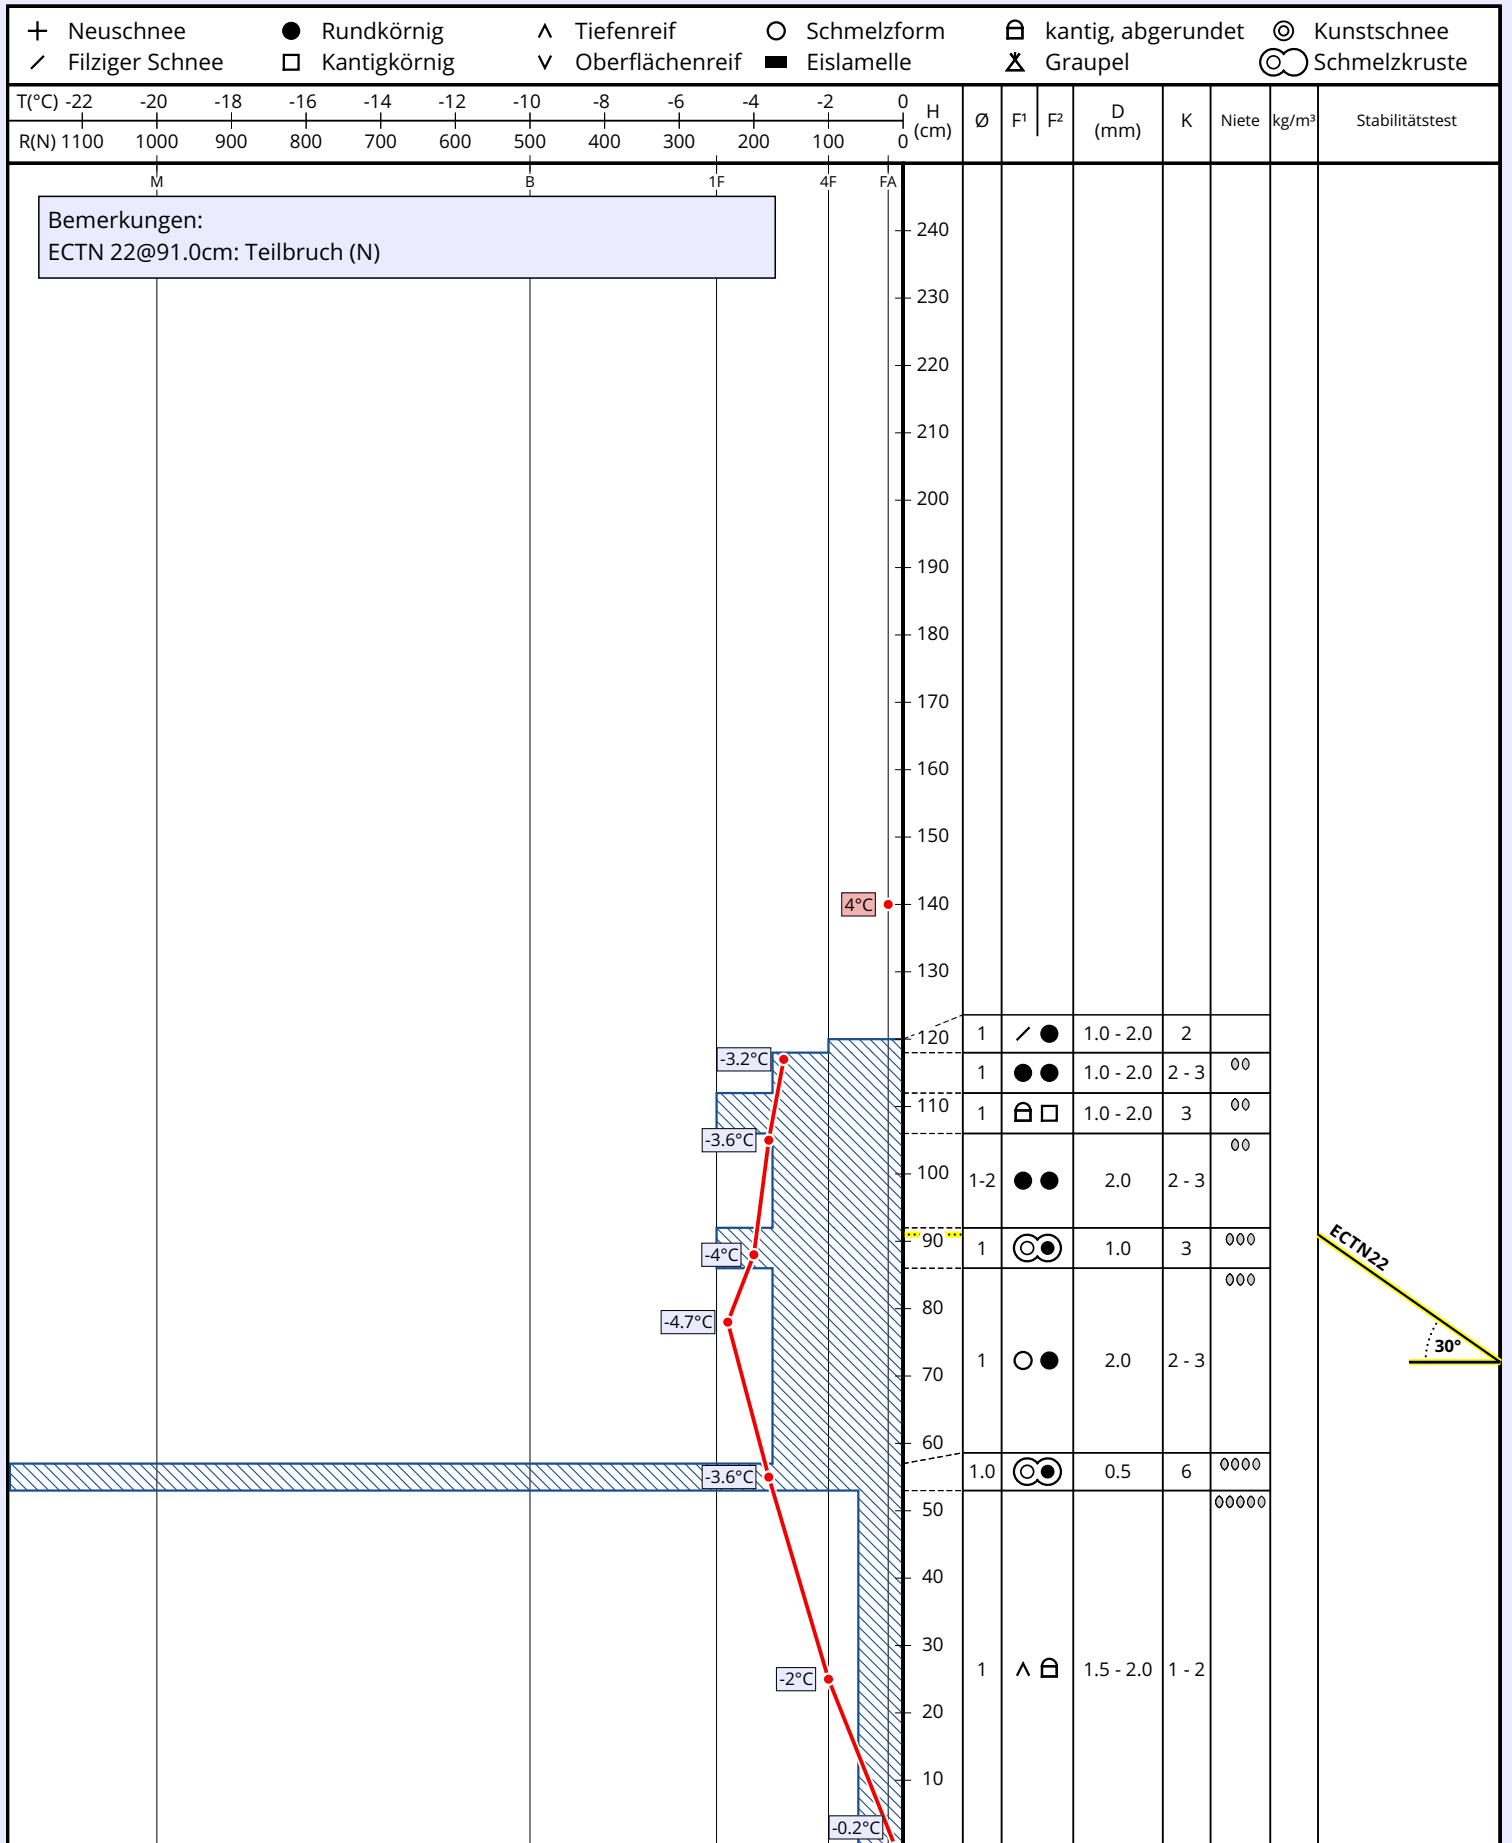 Neuschnee Rundkörnig Tiefenreif Schmelzform kantig, abgerundet Kunstschnee
Filziger Schnee Kantigkörnig Oberflächenreif Eislamelle Graupel Schmelzkruste
T(°C) -22 -20 -18 -16 -14 -12 -10 -8 -6 -4 -2 0
R(N) 1100 1000 900 800 700 600 500 400 300 200 100 0
H (cm) Ø F¹ F² D (mm) K Niete kg/m³ Stabilitätstest
M B 1F 4F FA
Bemerkungen:
ECTN 22@91.0cm: Teilbruch (N)
240
230
220
210
200
190
180
170
160
150
4°C 140
130
120 1 1.0 - 2.0 2
-3.2°C 1 1.0 - 2.0 2 - 3
110 1 1.0 - 2.0 3
-3.6°C
100 1-2 2.0 2 - 3
90 1 1.0 3 ECTN22
-4°C
80
-4.7°C
30°
70 1 2.0 2 - 3
60
-3.6°C 1.0 0.5 6
50
40
30
-2°C 1 1.5 - 2.0 1 - 2
20
10
-0.2°C